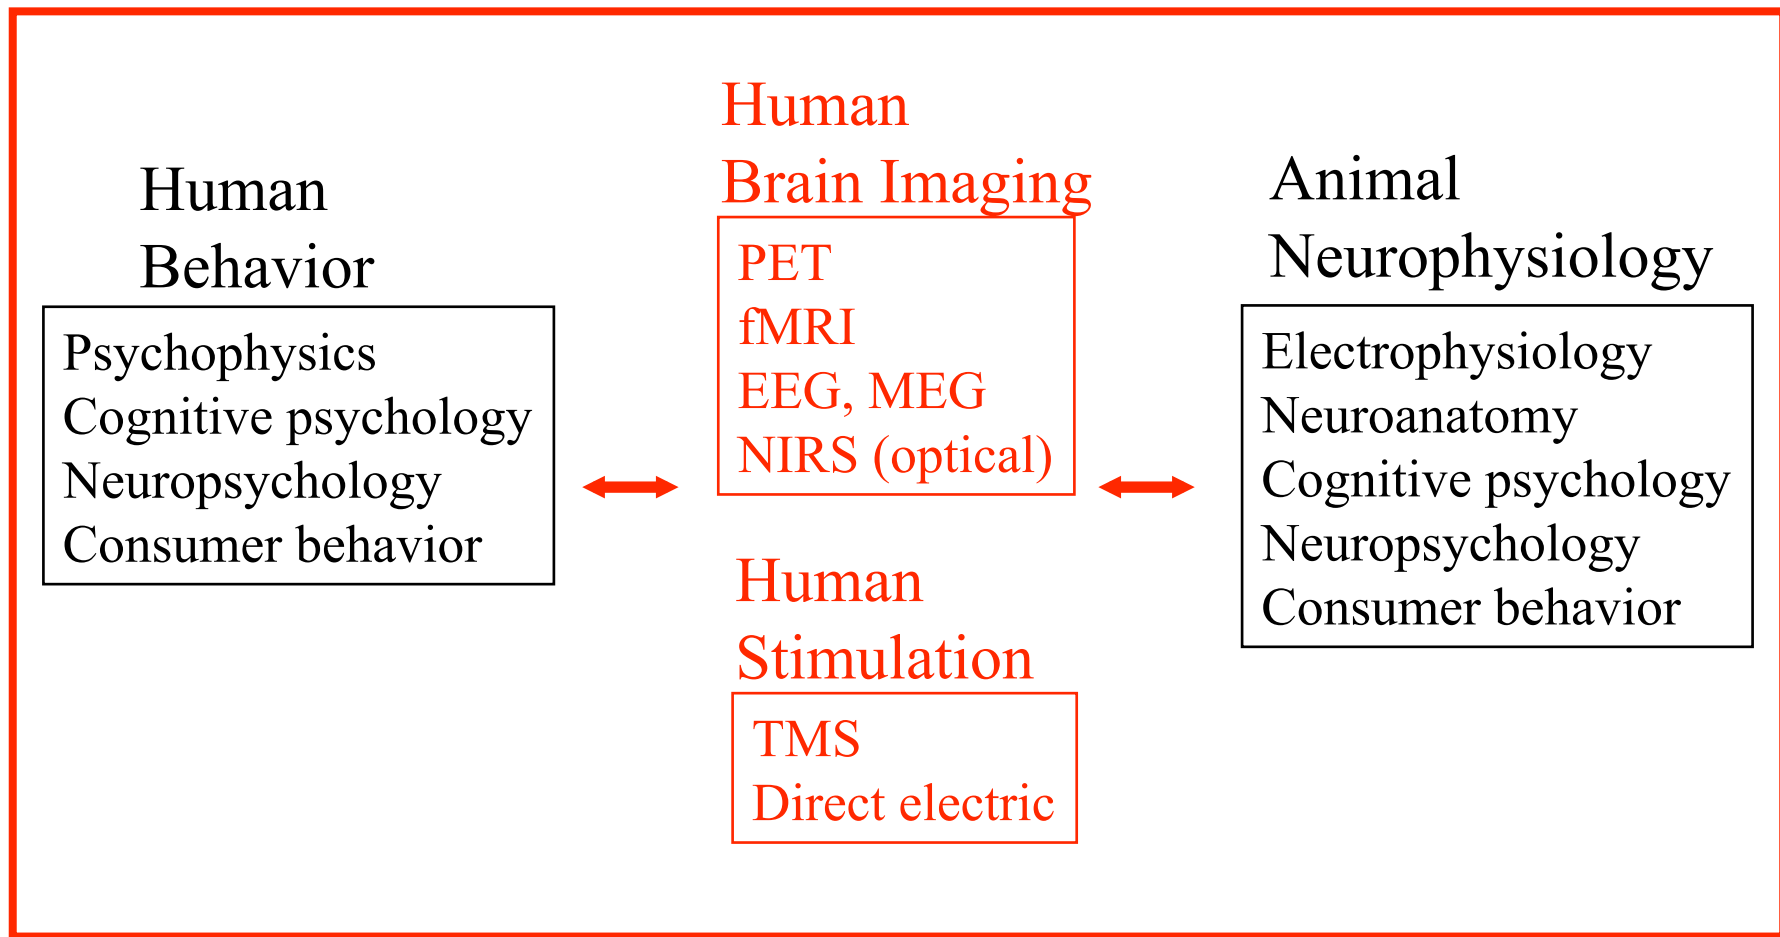 Human
Behavior
Psychophysics
Cognitive psychology
Neuropsychology
Consumer behavior
Human
Brain Imaging
PET
fMRI
EEG, MEG
NIRS (optical)
Human
Stimulation
TMS
Direct electric
Animal
Neurophysiology
Electrophysiology
Neuroanatomy
Cognitive psychology
Neuropsychology
Consumer behavior